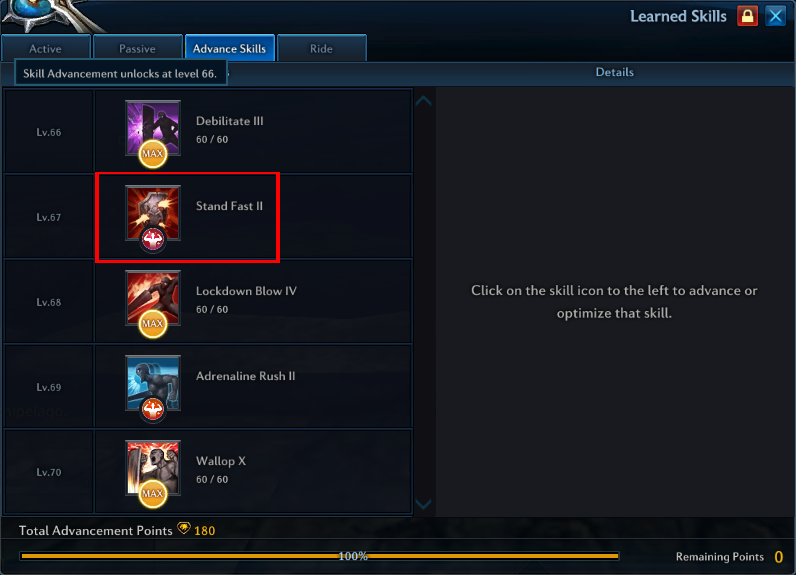 Learned Skills
Active
Passive
Advance Skills
Ride
Skill Advancement unlocks at level 66.
Details
Lv.66
Debilitate III
60 / 60
MAX
Lv.67
Stand Fast II
Lv.68
Lockdown Blow IV
60 / 60
MAX
Lv.69
Adrenaline Rush II
Lv.70
Wallop X
60 / 60
MAX
Click on the skill icon to the left to advance or
optimize that skill.
Total Advancement Points 180
100%
Remaining Points 0